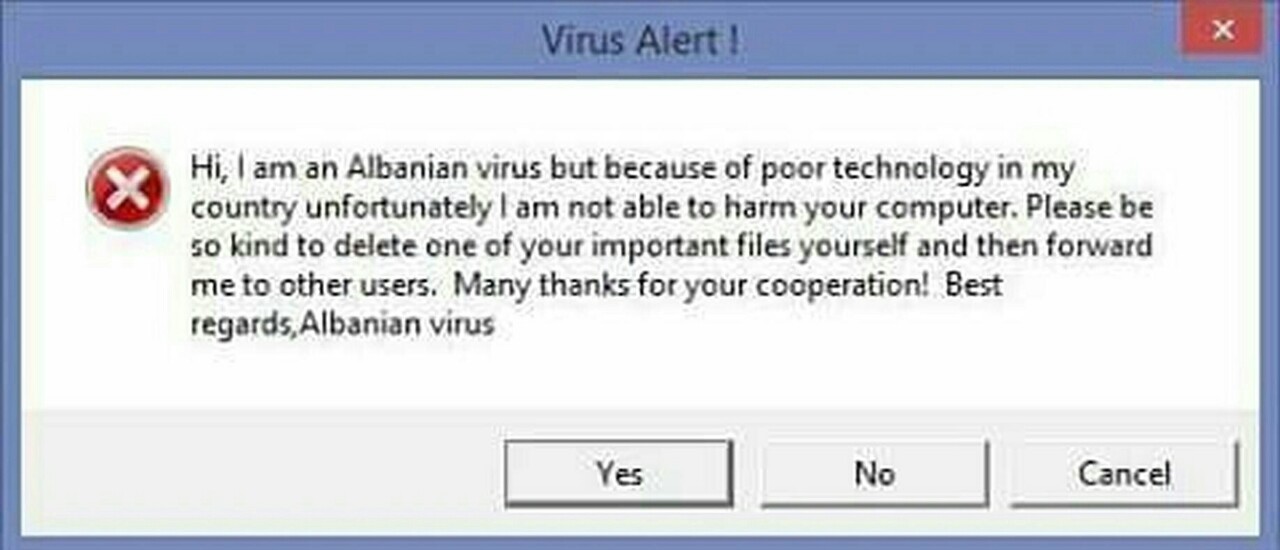 Virus Alert !
Hi, I am an Albanian virus but because of poor technology in my
country unfortunately I am not able to harm your computer. Please be
so kind to delete one of your important files yourself and then forward
me to other users.  Many thanks for your cooperation!  Best
regards,Albanian virus
Yes
No
Cancel